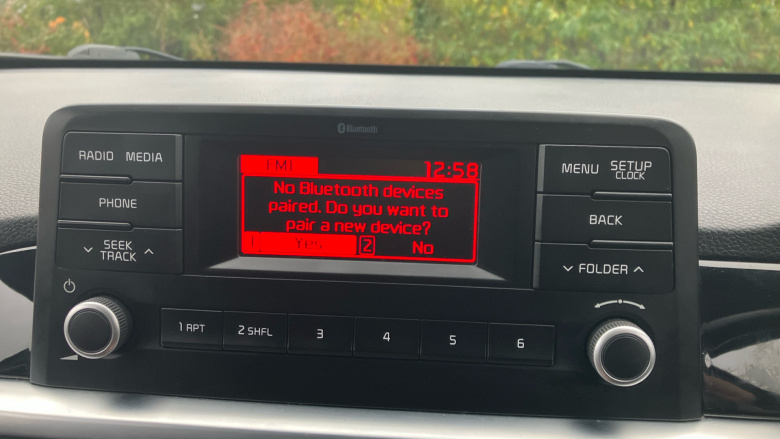 Bluetooth
RADIO MEDIA
PHONE
SEEK
TRACK
FM1
12:58
No Bluetooth devices
paired. Do you want to
pair a new device?
1 Yes 2 No
MENU SETUP
CLOCK
BACK
FOLDER
1 RPT
2 SHFL
3
4
5
6